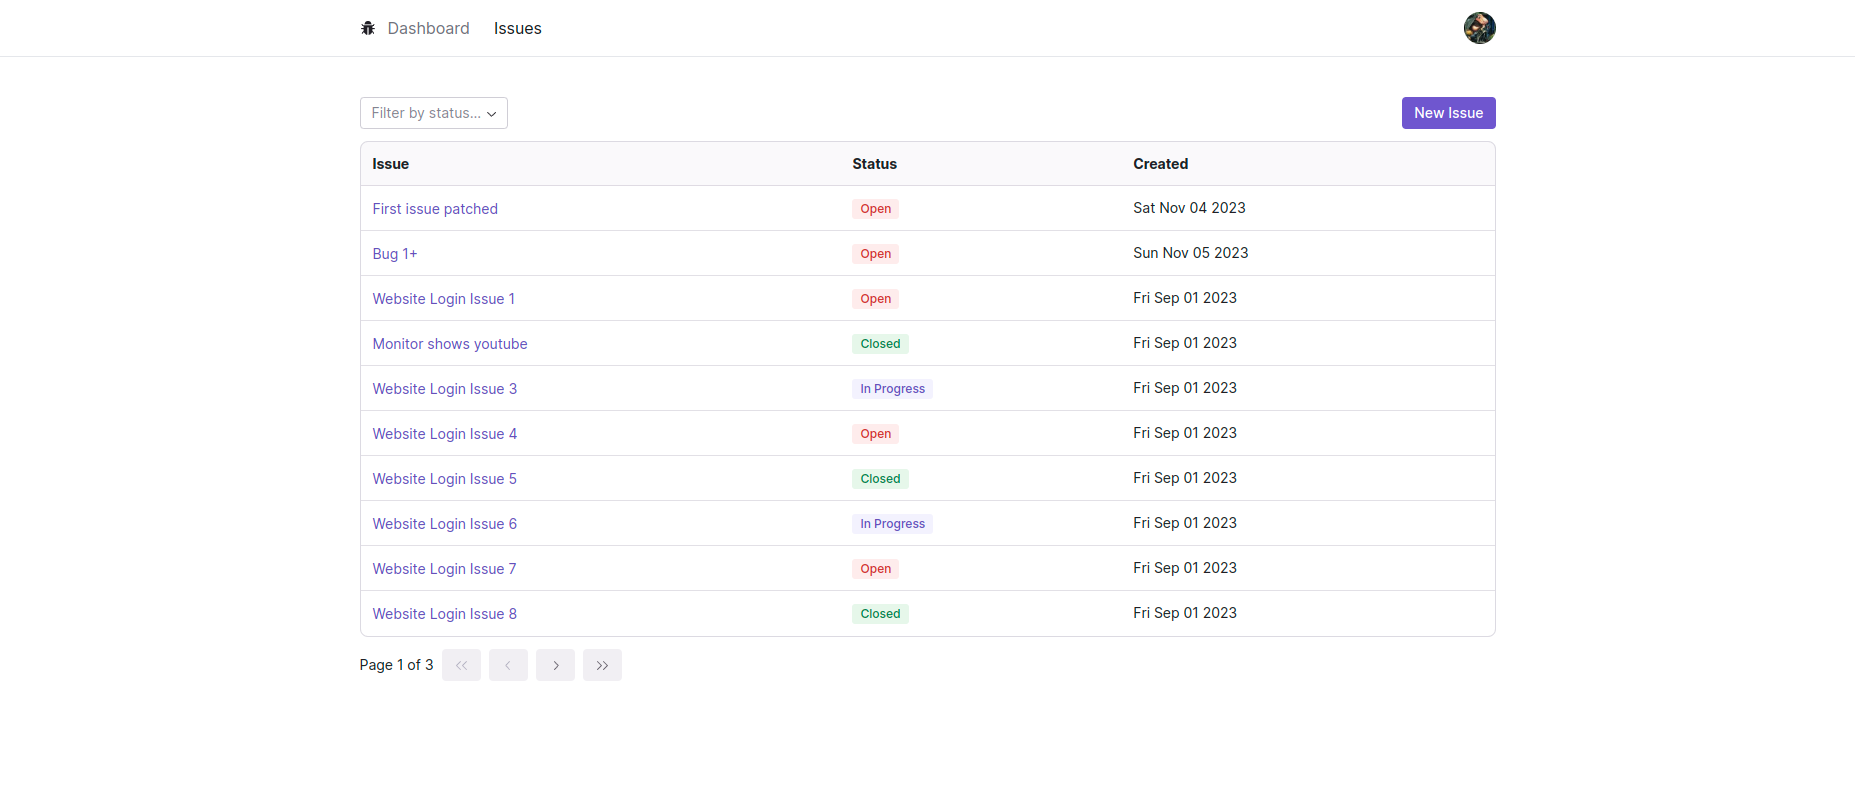 Dashboard Issues
Filter by status... New Issue
Issue Status Created
First issue patched Open Sat Nov 04 2023
Bug 1+ Open Sun Nov 05 2023
Website Login Issue 1 Open Fri Sep 01 2023
Monitor shows youtube Closed Fri Sep 01 2023
Website Login Issue 3 In Progress Fri Sep 01 2023
Website Login Issue 4 Open Fri Sep 01 2023
Website Login Issue 5 Closed Fri Sep 01 2023
Website Login Issue 6 In Progress Fri Sep 01 2023
Website Login Issue 7 Open Fri Sep 01 2023
Website Login Issue 8 Closed Fri Sep 01 2023
Page 1 of 3